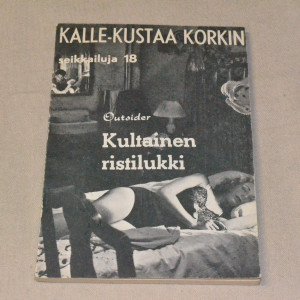 KALLE-KUSTAA KORKIN
seikkailuja 18
Outsider
Kultainen
ristilukki